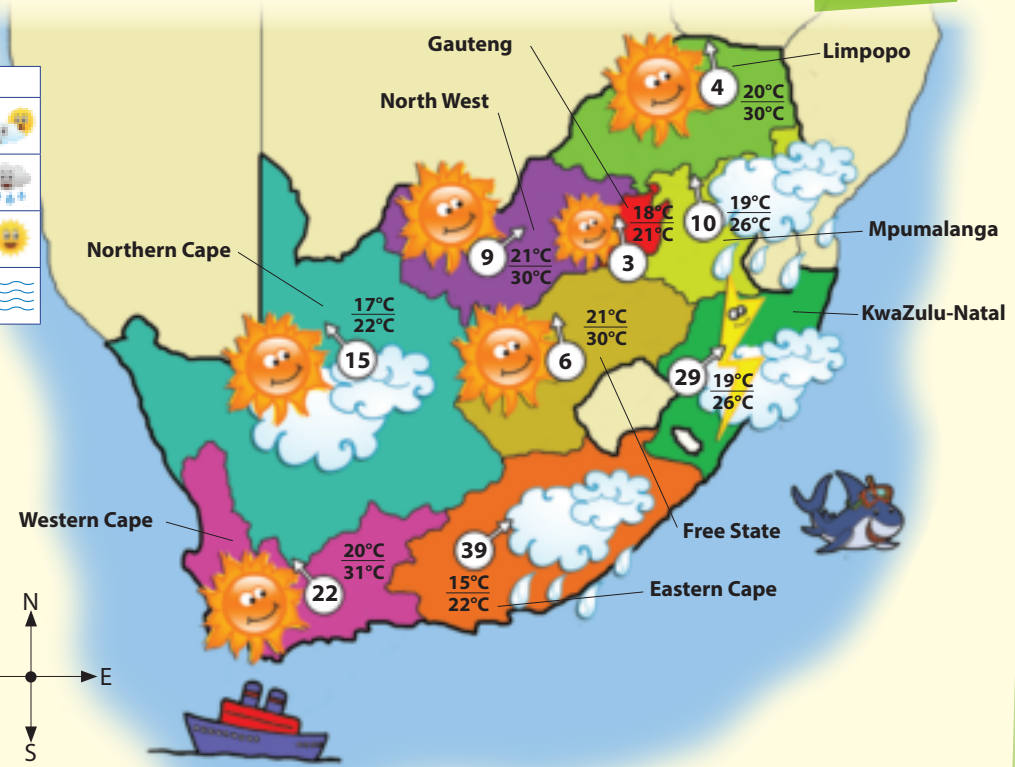 Gauteng
Limpopo
4
20°C
30°C
North West
18°C
21°C
10
19°C
26°C
Mpumalanga
Northern Cape
9
21°C
30°C
3
17°C
22°C
15
21°C
30°C
6
KwaZulu-Natal
29
19°C
26°C
Western Cape
20°C
31°C
22
39
15°C
22°C
Free State
Eastern Cape
N
E
S